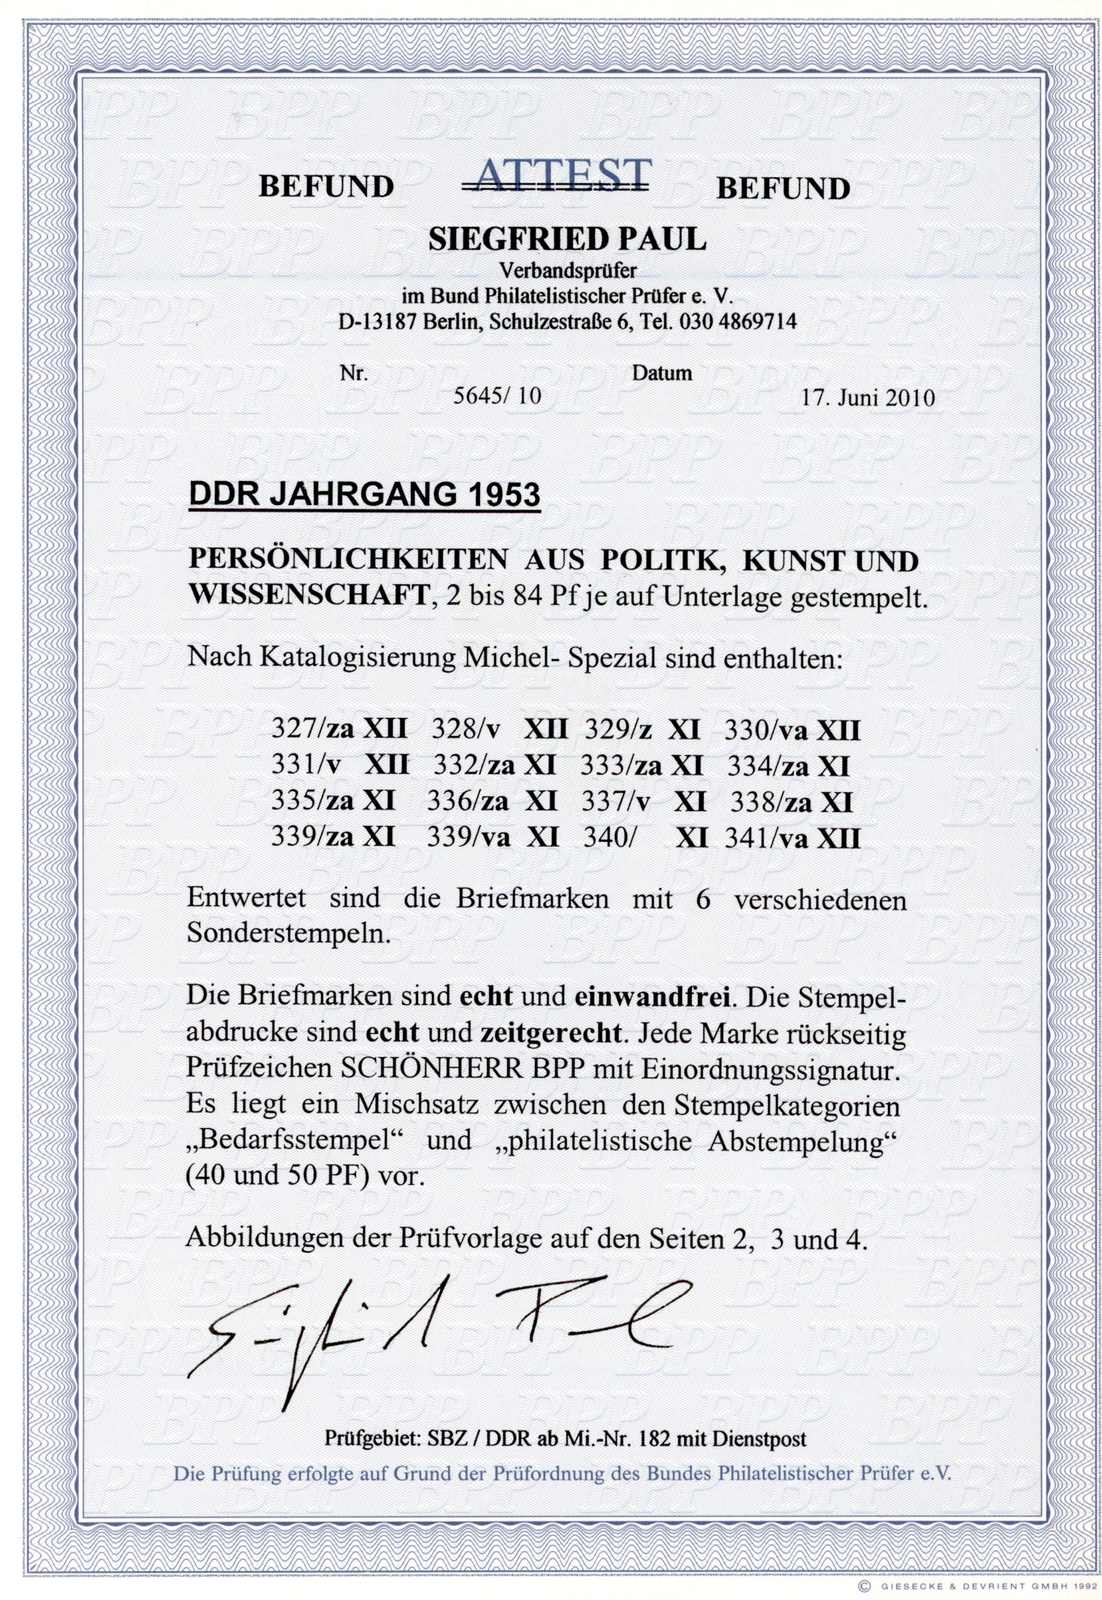 BEFUND ATTEST BEFUND
SIEGFRIED PAUL
Verbandsprüfer
im Bund Philatelistischer Prüfer e. V.
D-13187 Berlin, Schulzestraße 6, Tel. 030 4869714
Nr. Datum
5645/ 10 17. Juni 2010
DDR JAHRGANG 1953
PERSÖNLICHKEITEN AUS POLITK, KUNST UND
WISSENSCHAFT, 2 bis 84 Pf je auf Unterlage gestempelt.
Nach Katalogisierung Michel- Spezial sind enthalten:
327/za XII 328/v XII 329/z XI 330/va XII
331/v XII 332/za XI 333/za XI 334/za XI
335/za XI 336/za XI 337/v XI 338/za XI
339/za XI 339/va XI 340/ XI 341/va XII
Entwertet sind die Briefmarken mit 6 verschiedenen
Sonderstempeln.
Die Briefmarken sind echt und einwandfrei. Die Stempel-
abdrucke sind echt und zeitgerecht. Jede Marke rückseitig
Prüfzeichen SCHÖNHERR BPP mit Einordnungssignatur.
Es liegt ein Mischsatz zwischen den Stempelkategorien
„Bedarfsstempel“ und „philatelistische Abstempelung“
(40 und 50 PF) vor.
Abbildungen der Prüfvorlage auf den Seiten 2, 3 und 4.
Siegfried Paul
Prüfgebiet: SBZ / DDR ab Mi.-Nr. 182 mit Dienstpost
Die Prüfung erfolgte auf Grund der Prüfordnung des Bundes Philatelistischer Prüfer e.V.
© GIESECKE & DEVRIENT GMBH 1992